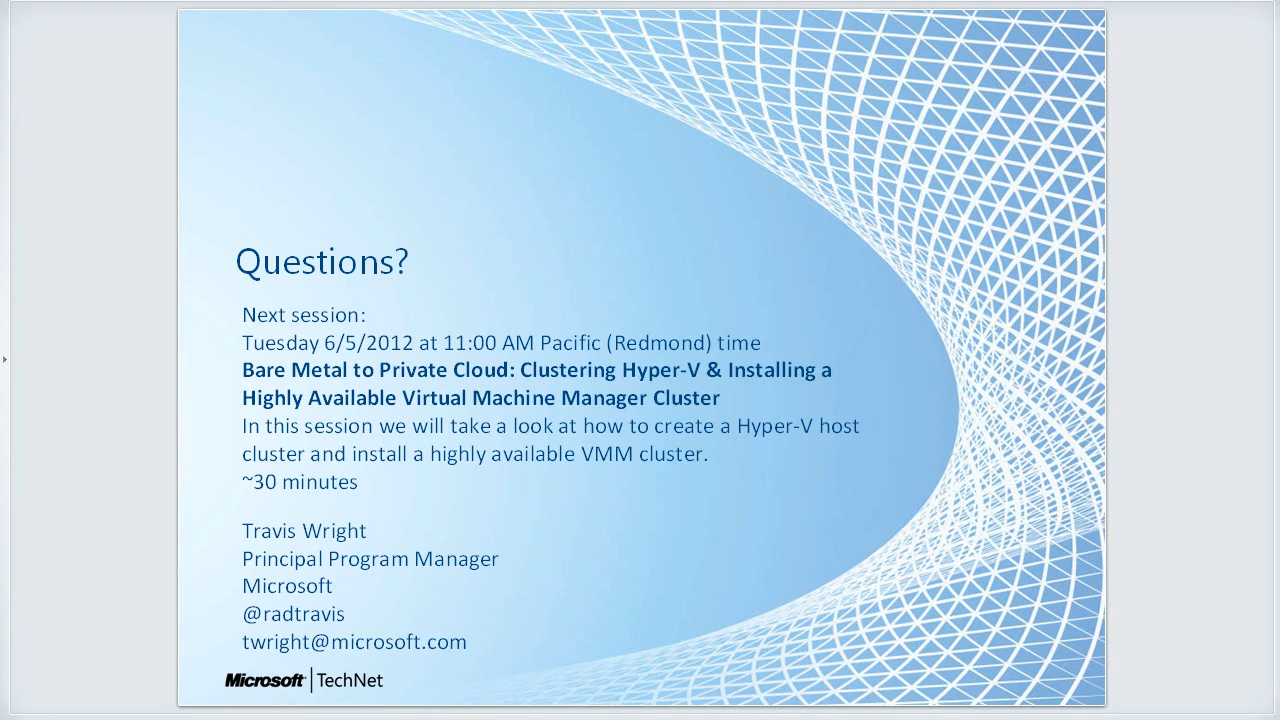 Questions?
Next session:
Tuesday 6/5/2012 at 11:00 AM Pacific (Redmond) time
Bare Metal to Private Cloud: Clustering Hyper-V & Installing a
Highly Available Virtual Machine Manager Cluster
In this session we will take a look at how to create a Hyper-V host
cluster and install a highly available VMM cluster.
~30 minutes
Travis Wright
Principal Program Manager
Microsoft
@radtravis
twright@microsoft.com
Microsoft | TechNet